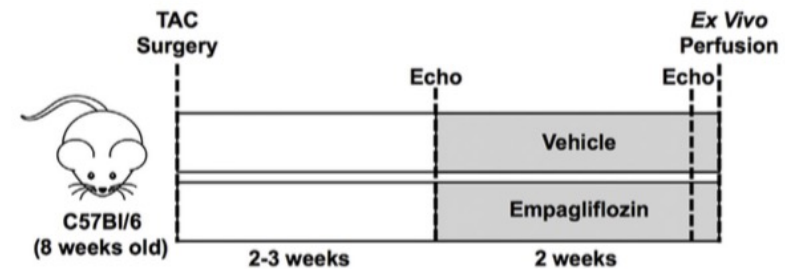 TAC
Surgery
Ex Vivo
Perfusion
Echo
Echo
Vehicle
Empagliflozin
C57Bl/6
(8 weeks old)
2-3 weeks
2 weeks